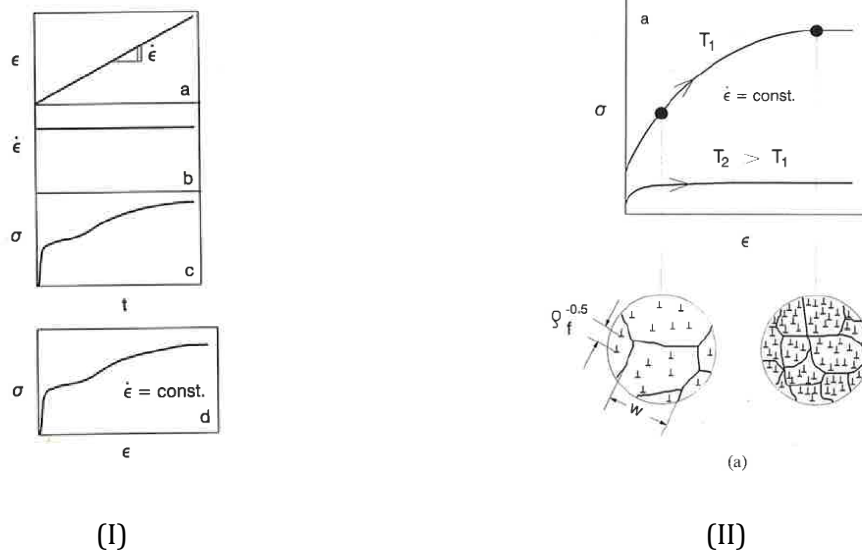 ϵ
ϵ̇
a
ϵ̇
b
σ
c
t
σ
ϵ̇ = const.
d
ϵ
(I)
a
T₁
ϵ̇ = const.
σ
T₂ > T₁
ϵ
ϱf^-0.5
w
(a)
(II)